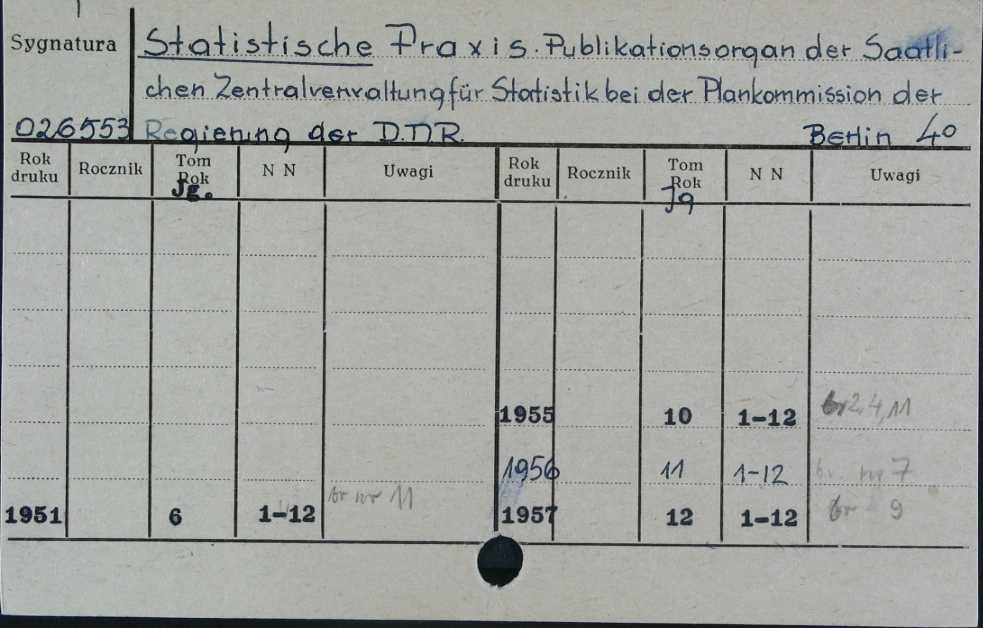 Sygnatura
Statistische Praxis. Publikationsorgan der Saatli-
chen Zentralverwaltung für Statistik bei der Plankommission der
026553 Regierung der D.D.R. Berlin 40
Rok druku Rocznik Tom Rok Jg. N N Uwagi Rok druku Rocznik Tom Rok Jg N N Uwagi
1955 10 1-12 br 2,4,11
1956 11 1-12 br. nr 7
1951 6 1-12 br nr 11 1957 12 1-12 br 9